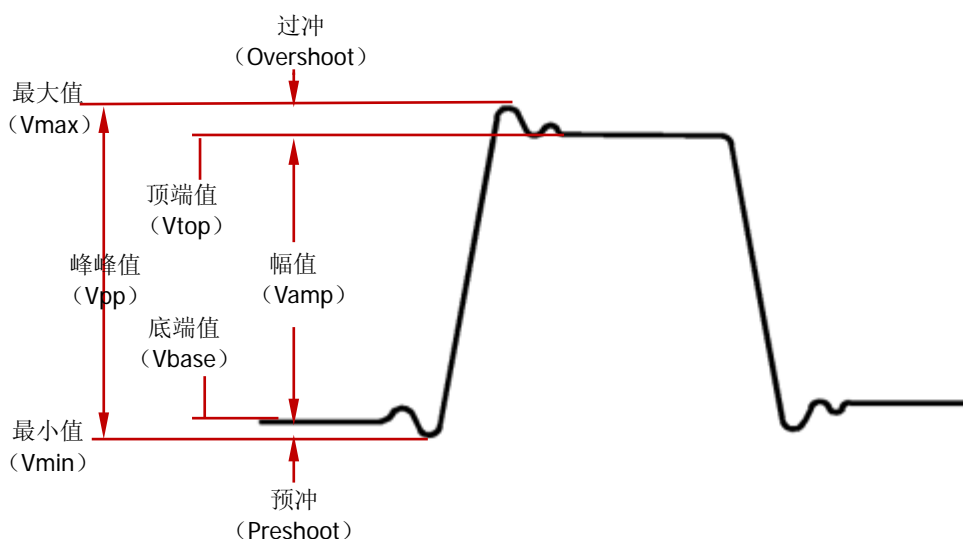 过冲
（Overshoot）
最大值
（Vmax）
顶端值
（Vtop）
峰峰值
（Vpp）
幅值
（Vamp）
底端值
（Vbase）
最小值
（Vmin）
预冲
（Preshoot）